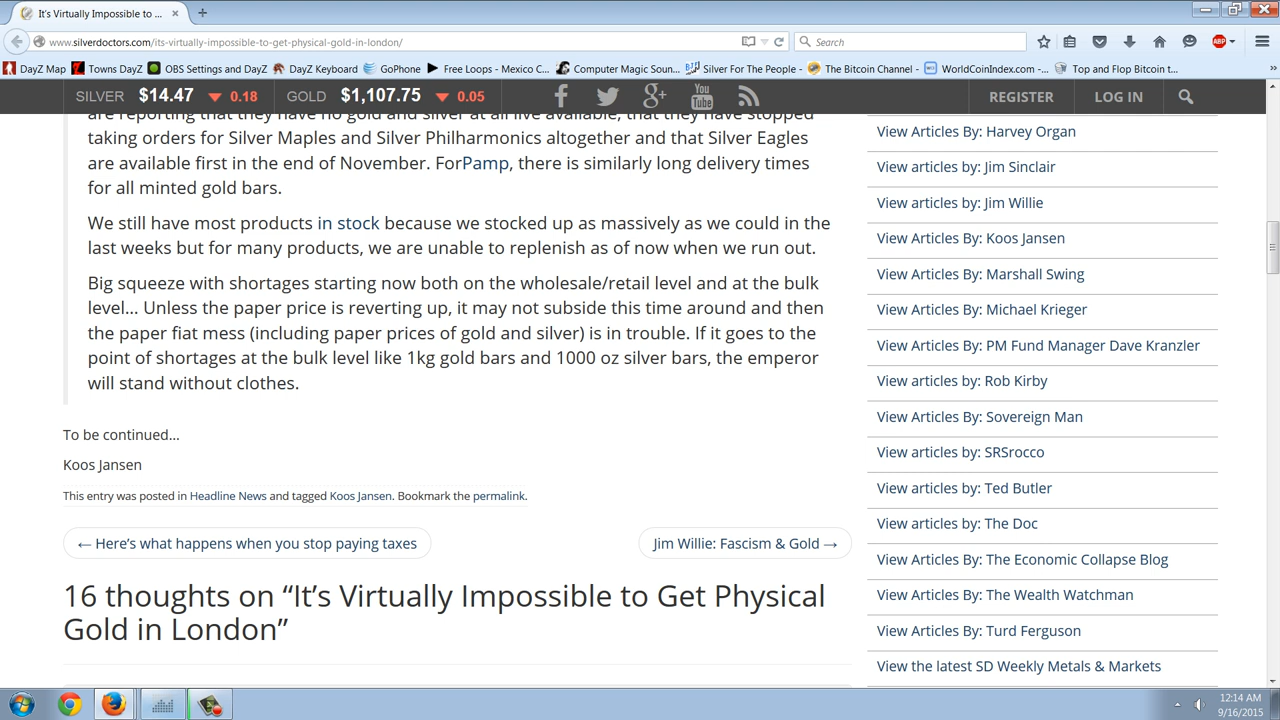 It's Virtually Impossible to ...
www.silverdoctors.com/its-virtually-impossible-to-get-physical-gold-in-london/
Search
ABP
DayZ Map
Towns DayZ
OBS Settings and DayZ
DayZ Keyboard
GoPhone
Free Loops - Mexico C...
Computer Magic Soun...
Silver For The People -
The Bitcoin Channel -
WorldCoinIndex.com -...
Top and Flop Bitcoin t...
SILVER $14.47 0.18
GOLD $1,107.75 0.05
You Tube
REGISTER
LOG IN
are reporting that they have no gold and silver at all live available, that they have stopped
taking orders for Silver Maples and Silver Philharmonics altogether and that Silver Eagles
are available first in the end of November. ForPamp, there is similarly long delivery times
for all minted gold bars.
We still have most products in stock because we stocked up as massively as we could in the
last weeks but for many products, we are unable to replenish as of now when we run out.
Big squeeze with shortages starting now both on the wholesale/retail level and at the bulk
level... Unless the paper price is reverting up, it may not subside this time around and then
the paper fiat mess (including paper prices of gold and silver) is in trouble. If it goes to the
point of shortages at the bulk level like 1kg gold bars and 1000 oz silver bars, the emperor
will stand without clothes.
To be continued...
Koos Jansen
This entry was posted in Headline News and tagged Koos Jansen. Bookmark the permalink.
← Here's what happens when you stop paying taxes
Jim Willie: Fascism & Gold →
16 thoughts on “It's Virtually Impossible to Get Physical
Gold in London”
View Articles By: Harvey Organ
View articles by: Jim Sinclair
View articles by: Jim Willie
View Articles By: Koos Jansen
View Articles By: Marshall Swing
View Articles By: Michael Krieger
View Articles By: PM Fund Manager Dave Kranzler
View articles by: Rob Kirby
View Articles By: Sovereign Man
View articles by: SRSrocco
View articles by: Ted Butler
View articles by: The Doc
View Articles By: The Economic Collapse Blog
View Articles By: The Wealth Watchman
View Articles By: Turd Ferguson
View the latest SD Weekly Metals & Markets
12:14 AM
9/16/2015